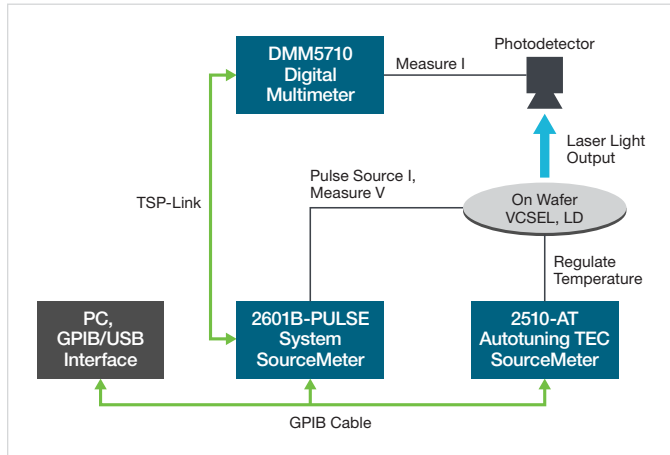 DMM5710
Digital
Multimeter
Measure I
Photodetector
Laser Light
Output
Pulse Source I,
Measure V
TSP-Link
On Wafer
VCSEL, LD
Regulate
Temperature
PC,
GPIB/USB
Interface
2601B-PULSE
System
SourceMeter
2510-AT
Autotuning TEC
SourceMeter
GPIB Cable